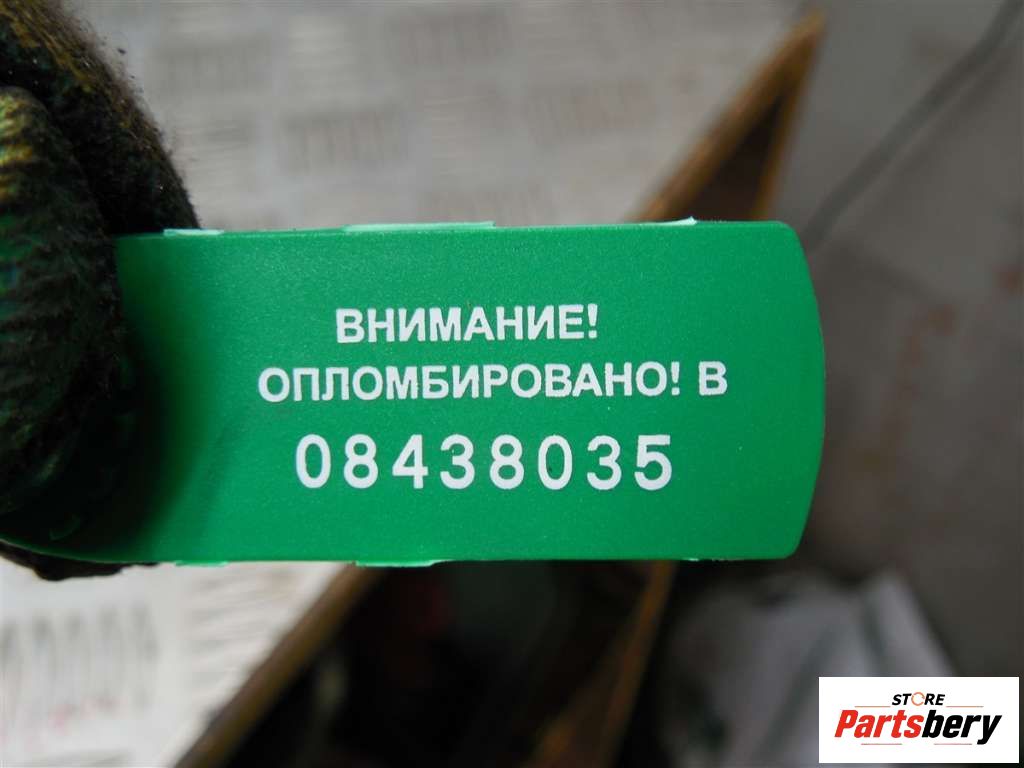 ВНИМАНИЕ!
ОПЛОМБИРОВАНО! В
08438035
STORE
Partsbery